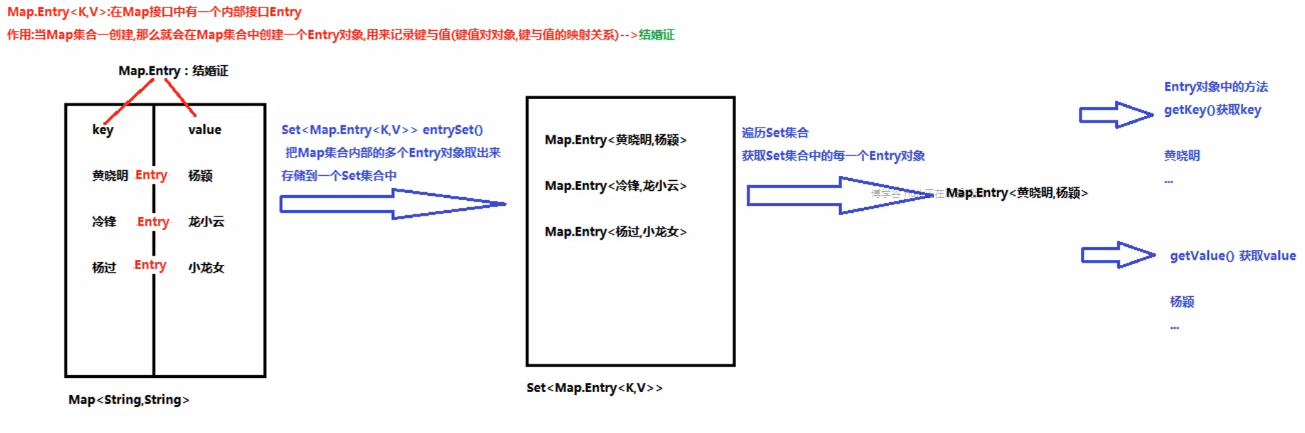 Map.Entry<K,V>:在Map接口中有一个内部接口Entry
作用:当Map集合一创建,那么就会在Map集合中创建一个Entry对象,用来记录键与值(键值对对象,键与值的映射关系)-->结婚证
Map.Entry : 结婚证
key value
黄晓明 Entry 杨颖
冷锋 Entry 龙小云
杨过 Entry 小龙女
Map<String,String>
Set<Map.Entry<K,V>> entrySet()
把Map集合内部的多个Entry对象取出来
存储到一个Set集合中
Map.Entry<黄晓明,杨颖>
Map.Entry<冷锋,龙小云>
Map.Entry<杨过,小龙女>
Set<Map.Entry<K,V>>
遍历Set集合
获取Set集合中的每一个Entry对象
Map.Entry<黄晓明,杨颖>
Entry对象中的方法
getKey()获取key
黄晓明
...
getValue() 获取value
杨颖
...